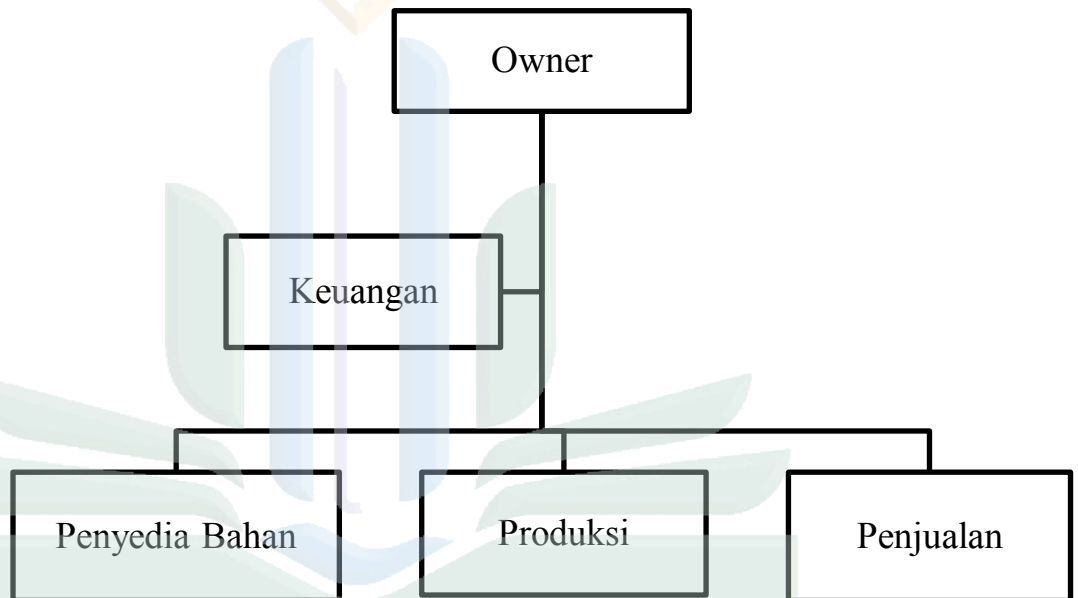 Owner
Keuangan
Penyedia Bahan
Produksi
Penjualan